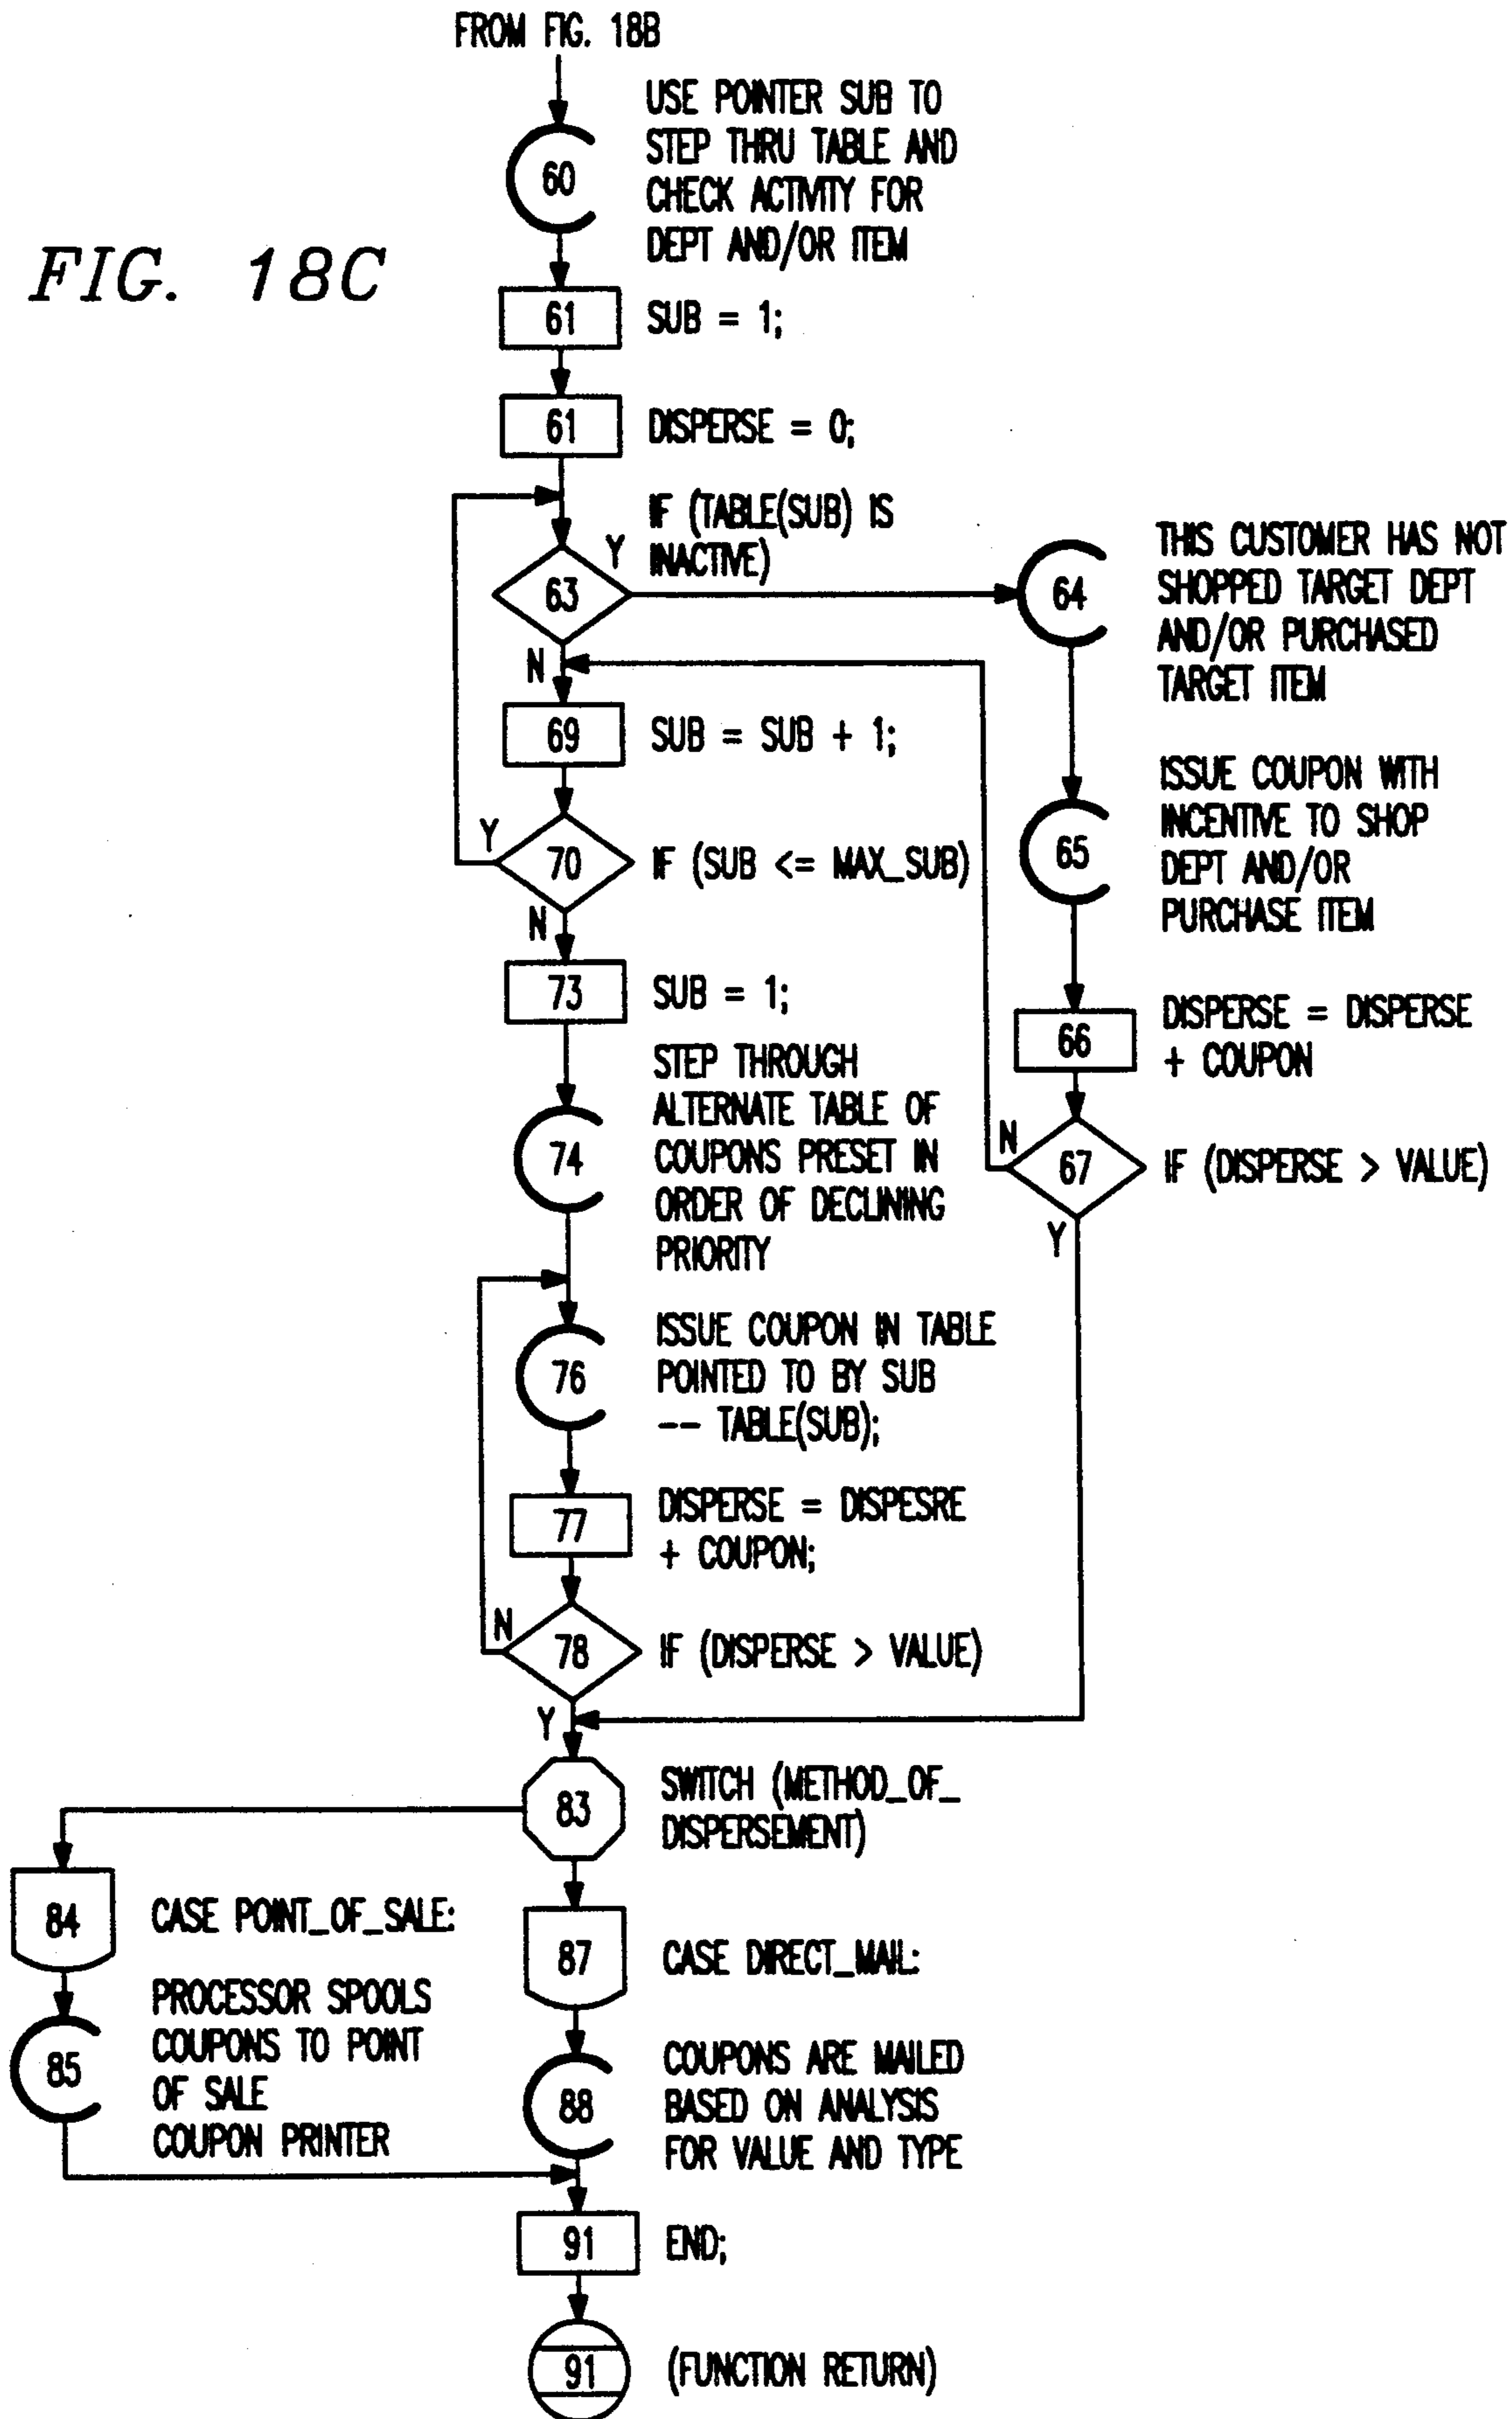 FROM FIG. 18B
FIG. 18C
60
USE POINTER SUB TO
STEP THRU TABLE AND
CHECK ACTIVITY FOR
DEPT AND/OR ITEM
61
SUB = 1;
61
DISPERSE = 0;
63
Y
IF (TABLE(SUB) IS
INACTIVE)
N
64
THIS CUSTOMER HAS NOT
SHOPPED TARGET DEPT
AND/OR PURCHASED
TARGET ITEM
69
SUB = SUB + 1;
65
ISSUE COUPON WITH
INCENTIVE TO SHOP
DEPT AND/OR
PURCHASE ITEM
Y
70
IF (SUB <= MAX_SUB)
N
73
SUB = 1;
66
DISPERSE = DISPERSE
+ COUPON
74
STEP THROUGH
ALTERNATE TABLE OF
COUPONS PRESET IN
ORDER OF DECLINING
PRIORITY
N
67
IF (DISPERSE > VALUE)
Y
76
ISSUE COUPON IN TABLE
POINTED TO BY SUB
-- TABLE(SUB);
77
DISPERSE = DISPESRE
+ COUPON;
N
78
IF (DISPERSE > VALUE)
Y
83
SWITCH (METHOD_OF_
DISPERSEMENT)
84
CASE POINT_OF_SALE:
87
CASE DIRECT_MAIL:
85
PROCESSOR SPOOLS
COUPONS TO POINT
OF SALE
COUPON PRINTER
88
COUPONS ARE MAILED
BASED ON ANALYSIS
FOR VALUE AND TYPE
91
END;
91
(FUNCTION RETURN)